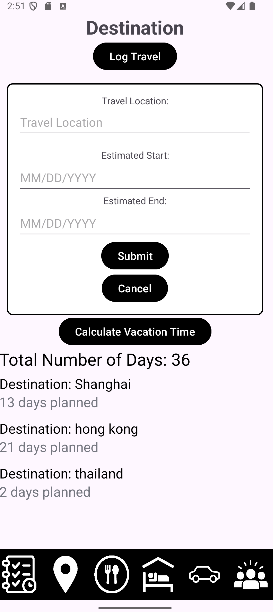 2:51
Destination
Log Travel
Travel Location:
Travel Location
Estimated Start:
MM/DD/YYYY
Estimated End:
MM/DD/YYYY
Submit
Cancel
Calculate Vacation Time
Total Number of Days: 36
Destination: Shanghai
13 days planned
Destination: hong kong
21 days planned
Destination: thailand
2 days planned